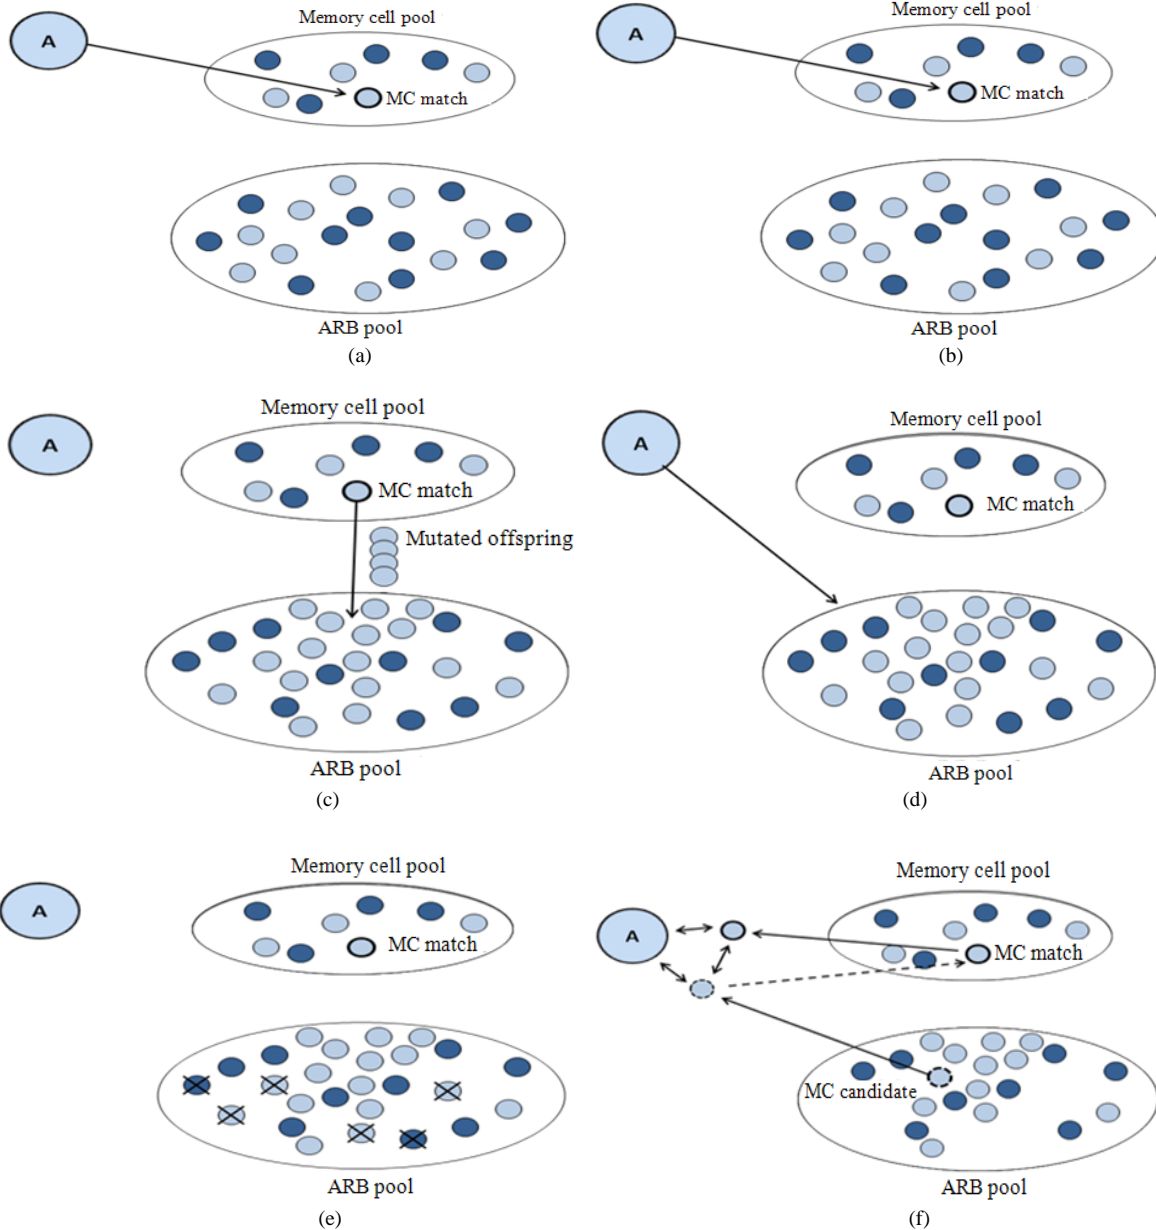 Memory cell pool
A
MC match
ARB pool
(a)
Memory cell pool
A
MC match
ARB pool
(b)
Memory cell pool
A
MC match
Mutated offspring
ARB pool
(c)
Memory cell pool
A
MC match
ARB pool
(d)
Memory cell pool
A
MC match
ARB pool
(e)
Memory cell pool
A
MC match
MC candidate
ARB pool
(f)